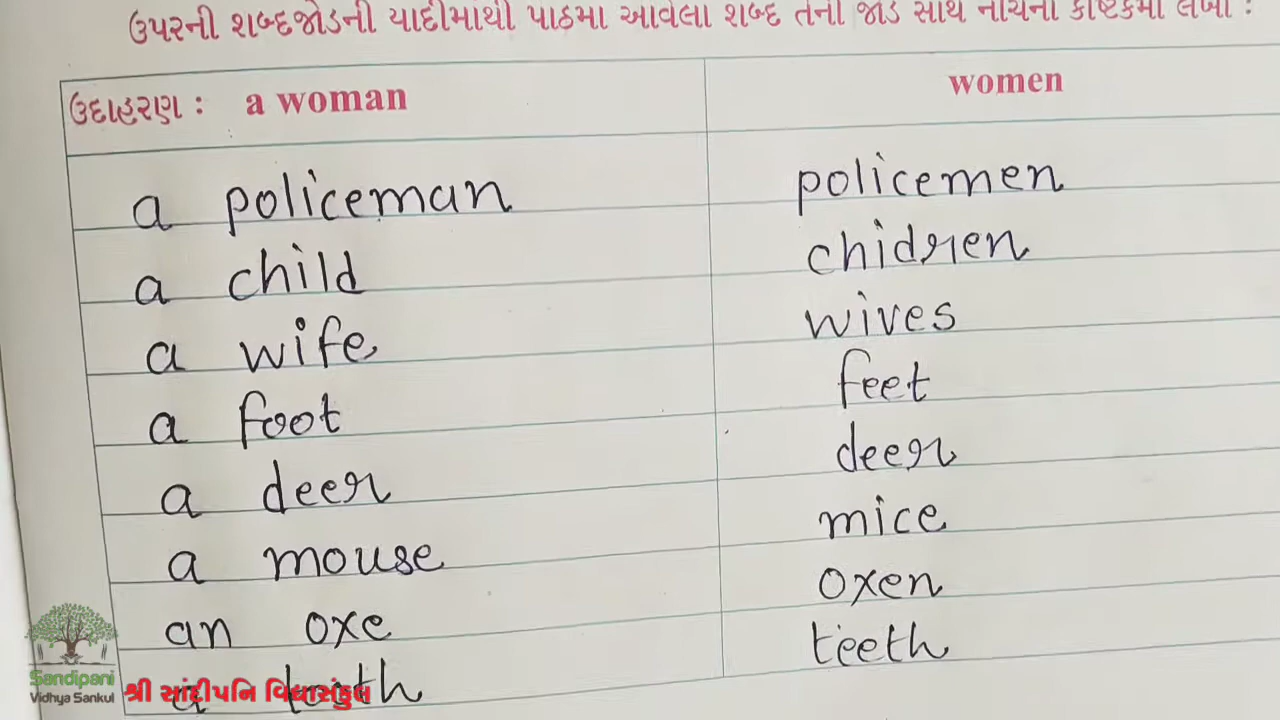 ઉપરની શબ્દજોડની યાદીમાંથી પાઠમાં આવેલા શબ્દ તેની જોડ સાથે નીચેના કોષ્ટકમાં લખો :
ઉદાહરણ : a woman women
a policeman policemen
a child chidren
a wife wives
a foot feet
a deer deer
a mouse mice
an oxe oxen
a tooth teeth
Sandipani
Vidhya Sankul
શ્રી સાંદીપનિ વિદ્યાસંકુલ